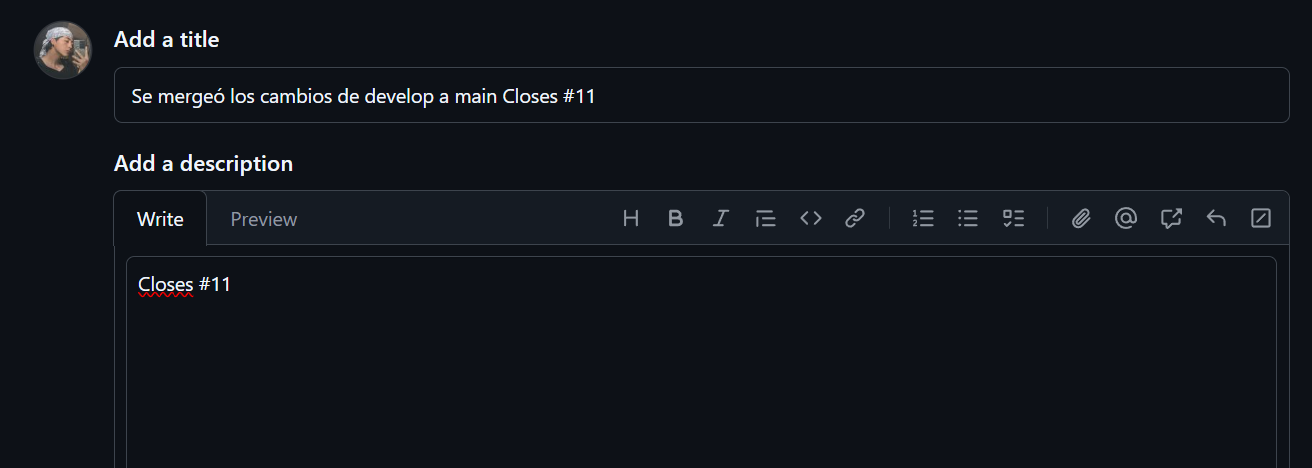 Add a title
Se mergeó los cambios de develop a main Closes #11
Add a description
Write Preview
Closes #11